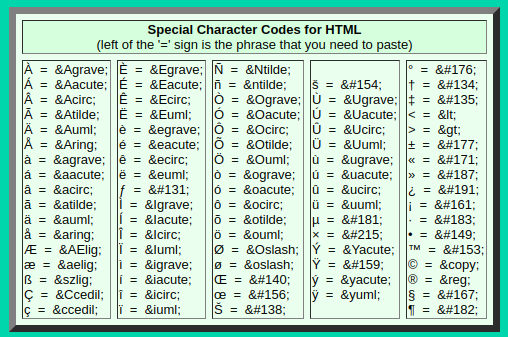 Special Character Codes for HTML
(left of the '=' sign is the phrase that you need to paste)
À = &Agrave;
Á = &Aacute;
Â = &Acirc;
Ã = &Atilde;
Ä = &Auml;
Å = &Aring;
à = &agrave;
á = &aacute;
â = &acirc;
ã = &atilde;
ä = &auml;
å = &aring;
Æ = &AElig;
æ = &aelig;
ß = &szlig;
Ç = &Ccedil;
ç = &ccedil;
È = &Egrave;
É = &Eacute;
Ê = &Ecirc;
Ë = &Euml;
è = &egrave;
é = &eacute;
ê = &ecirc;
ë = &euml;
ƒ = &#131;
Ì = &Igrave;
Í = &Iacute;
Î = &Icirc;
Ï = &Iuml;
ì = &igrave;
í = &iacute;
î = &icirc;
ï = &iuml;
Ñ = &Ntilde;
ñ = &ntilde;
Ò = &Ograve;
Ó = &Oacute;
Ô = &Ocirc;
Õ = &Otilde;
Ö = &Ouml;
ò = &ograve;
ó = &oacute;
ô = &ocirc;
õ = &otilde;
ö = &ouml;
Ø = &Oslash;
ø = &oslash;
Œ = &#140;
œ = &#156;
Š = &#138;
š = &#154;
Ù = &Ugrave;
Ú = &Uacute;
Û = &Ucirc;
Ü = &Uuml;
ù = &ugrave;
ú = &uacute;
û = &ucirc;
ü = &uuml;
µ = &#181;
× = &#215;
Ý = &Yacute;
Ÿ = &#159;
ý = &yacute;
ÿ = &yuml;
° = &#176;
† = &#134;
‡ = &#135;
< = &lt;
> = &gt;
± = &#177;
« = &#171;
» = &#187;
¿ = &#191;
¡ = &#161;
· = &#183;
• = &#149;
™ = &#153;
© = &copy;
® = &reg;
§ = &#167;
¶ = &#182;